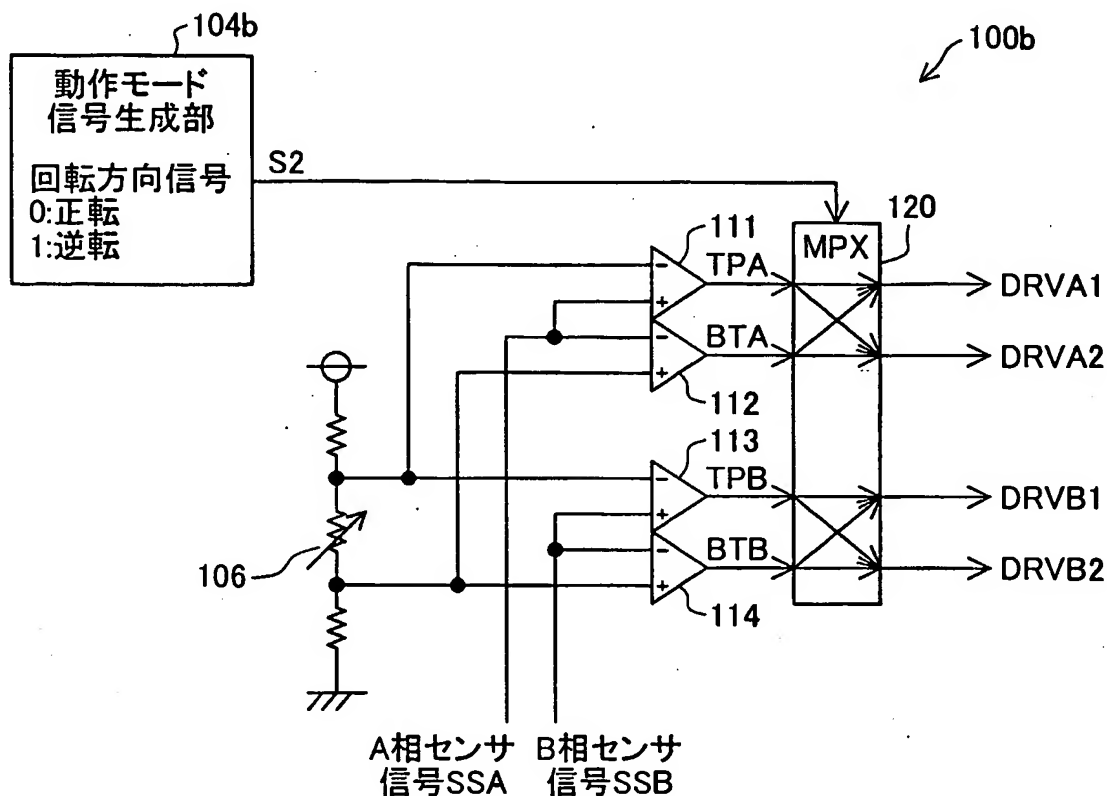 104b
100b
動作モード
信号生成部
回転方向信号
0:正転
1:逆転
S2
120
MPX
111
TPA
DRVA1
BTA
DRVA2
112
113
TPB
DRVB1
BTB
DRVB2
106
114
A相センサ
信号SSA
B相センサ
信号SSB